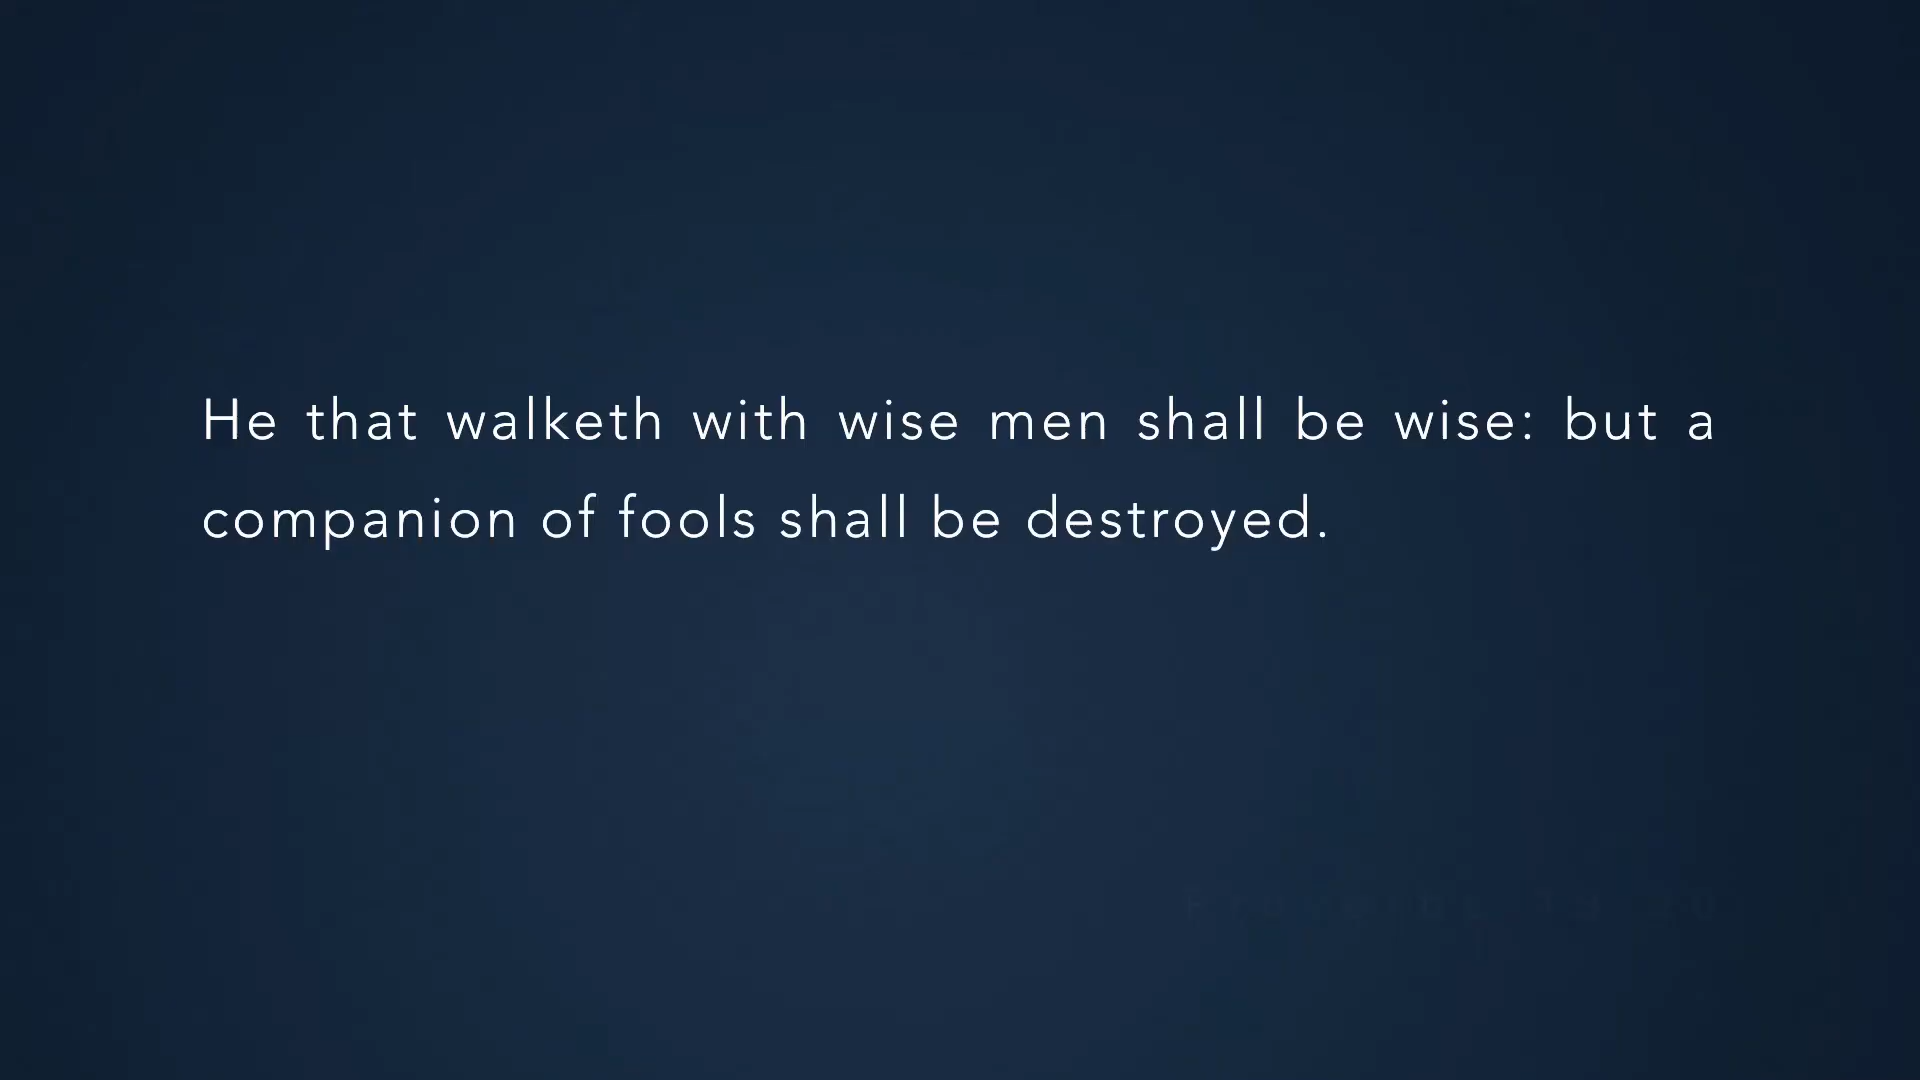 He that walketh with wise men shall be wise: but a
companion of fools shall be destroyed.